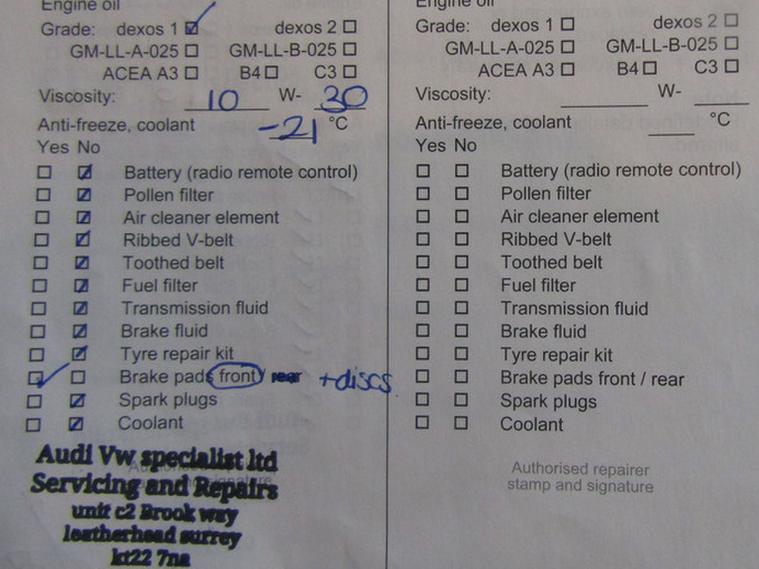 Engine oil
Grade: dexos 1 dexos 2
GM-LL-A-025 GM-LL-B-025
ACEA A3 B4 C3
Viscosity: 10 W- 30
Anti-freeze, coolant -21 °C
Yes No
Battery (radio remote control)
Pollen filter
Air cleaner element
Ribbed V-belt
Toothed belt
Fuel filter
Transmission fluid
Brake fluid
Tyre repair kit
Brake pads front / rear +discs
Spark plugs
Coolant
Authorised repairer
stamp and signature
Audi Vw specialist ltd
Servicing and Repairs
unit c2 Brook way
leatherhead surrey
kt22 7na
Engine oil
Grade: dexos 1 dexos 2
GM-LL-A-025 GM-LL-B-025
ACEA A3 B4 C3
Viscosity: W-
Anti-freeze, coolant °C
Yes No
Battery (radio remote control)
Pollen filter
Air cleaner element
Ribbed V-belt
Toothed belt
Fuel filter
Transmission fluid
Brake fluid
Tyre repair kit
Brake pads front / rear
Spark plugs
Coolant
Authorised repairer
stamp and signature